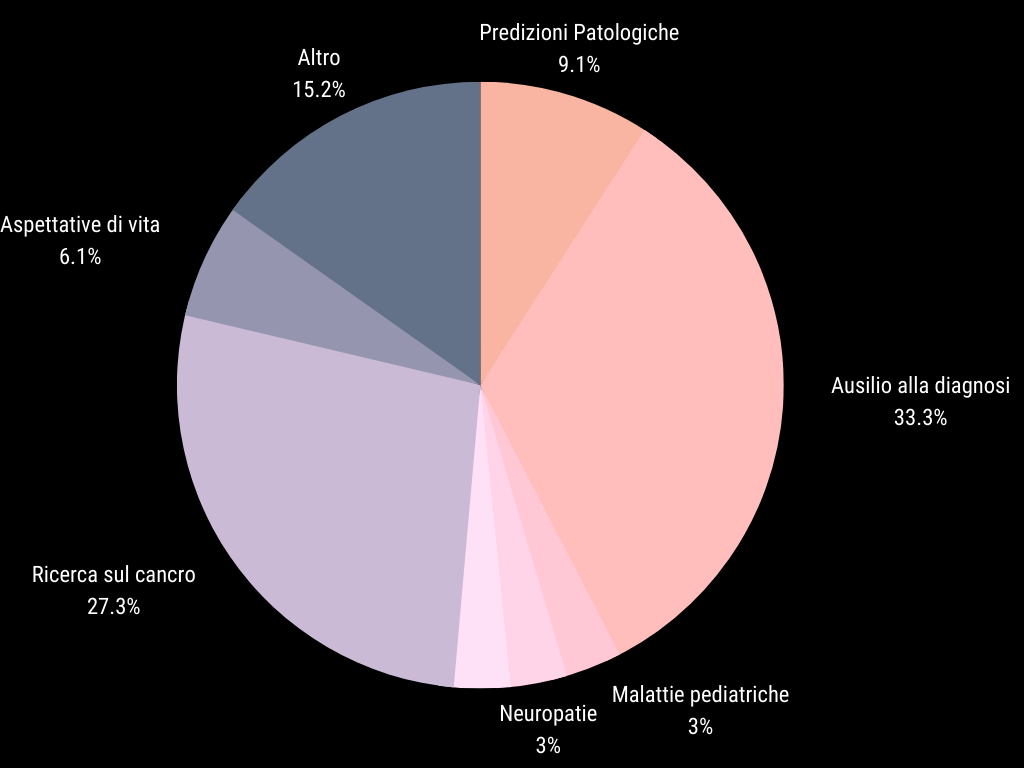 Predizioni Patologiche
9.1%
Altro
15.2%
Aspettative di vita
6.1%
Ausilio alla diagnosi
33.3%
Ricerca sul cancro
27.3%
Malattie pediatriche
3%
Neuropatie
3%